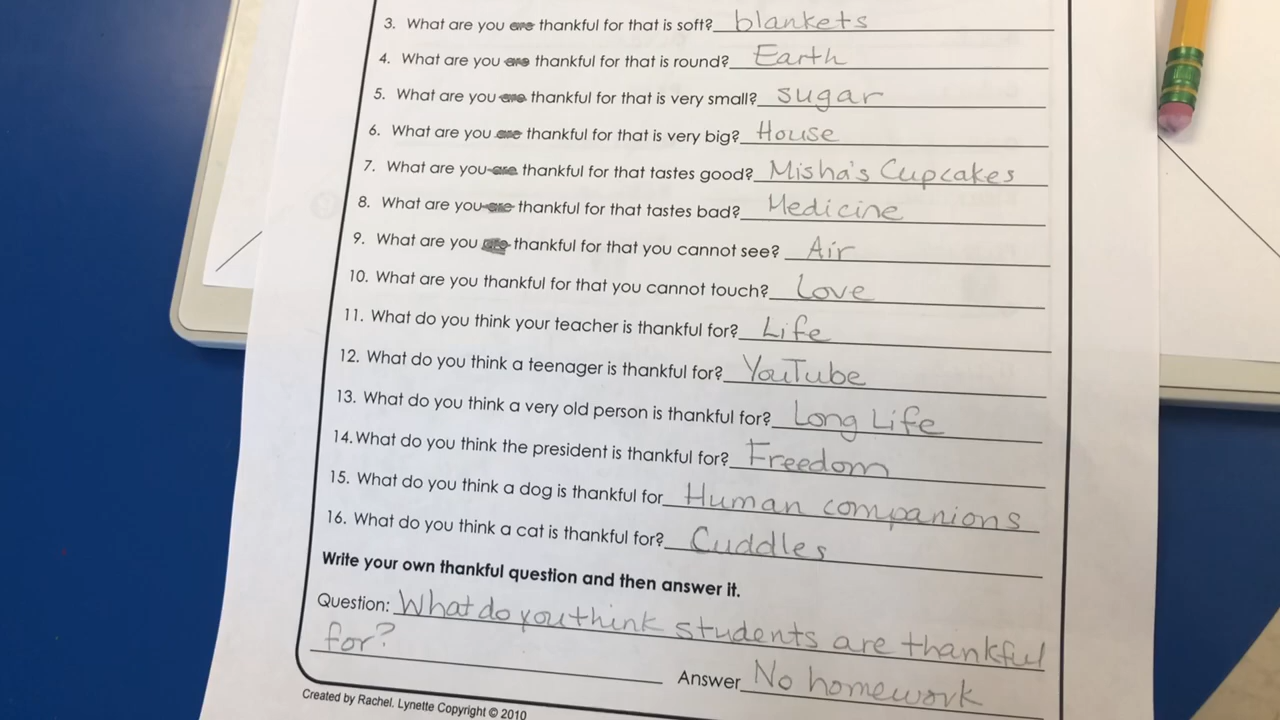 3. What are you are thankful for that is soft? blankets
4. What are you are thankful for that is round? Earth
5. What are you are thankful for that is very small? sugar
6. What are you are thankful for that is very big? House
7. What are you are thankful for that tastes good? Misha's Cupcakes
8. What are you are thankful for that tastes bad? Medicine
9. What are you are thankful for that you cannot see? Air
10. What are you thankful for that you cannot touch? Love
11. What do you think your teacher is thankful for? Life
12. What do you think a teenager is thankful for? YouTube
13. What do you think a very old person is thankful for? Long Life
14. What do you think the president is thankful for? Freedom
15. What do you think a dog is thankful for Human companions
16. What do you think a cat is thankful for? Cuddles
Write your own thankful question and then answer it.
Question: What do you think students are thankful
for?
Answer No homework
Created by Rachel. Lynette Copyright © 2010